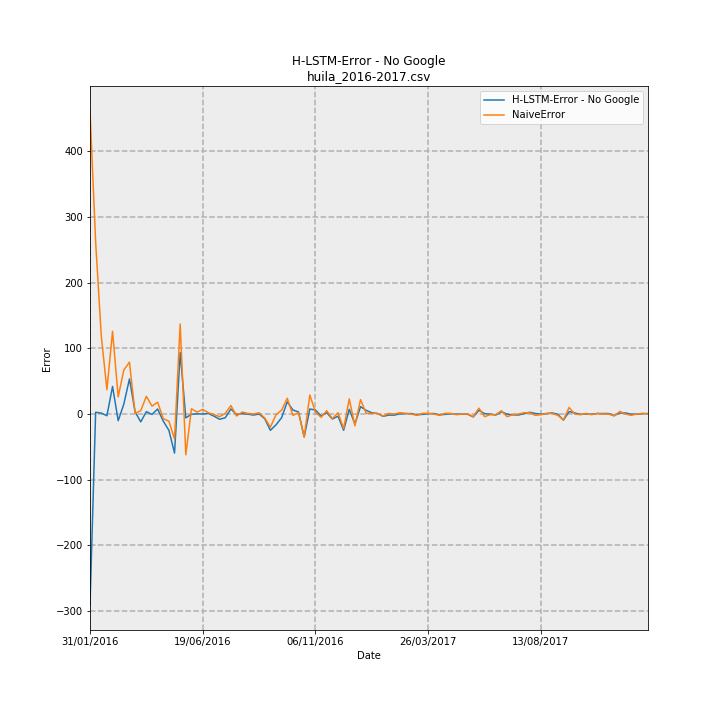 H-LSTM-Error - No Google
huila_2016-2017.csv
H-LSTM-Error - No Google
NaiveError
400
300
200
100
0
−100
−200
−300
Error
31/01/2016
19/06/2016
06/11/2016
26/03/2017
13/08/2017
Date